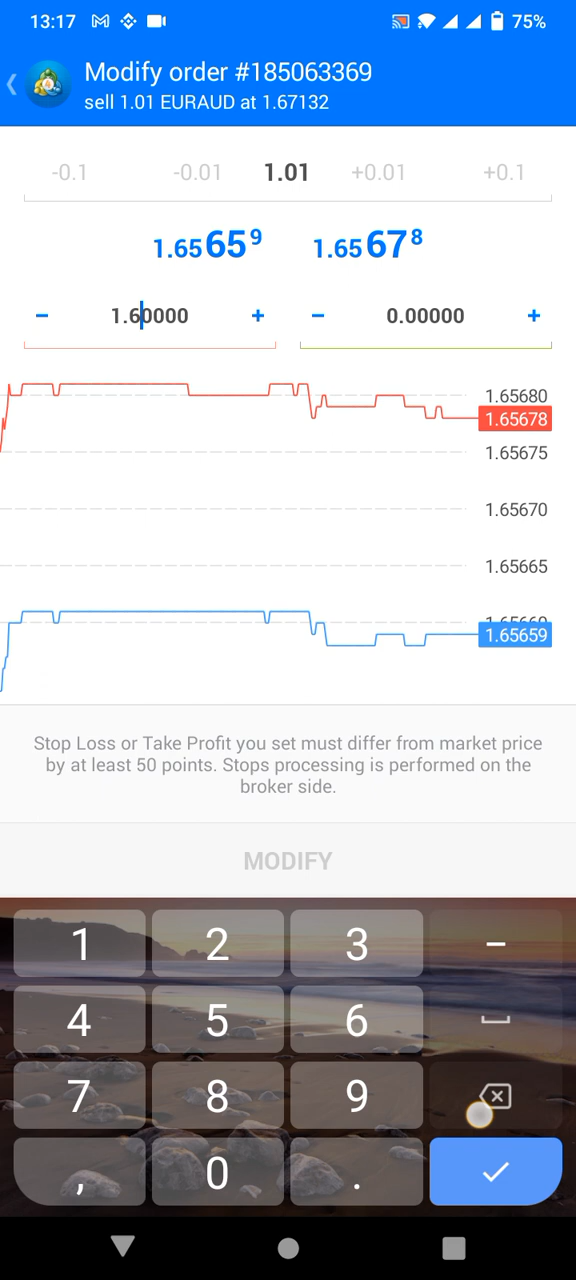 13:17 75%
Modify order #185063369
sell 1.01 EURAUD at 1.67132
-0.1 -0.01 1.01 +0.01 +0.1
1.65659 1.65678
− 1.60000 + − 0.00000 +
1.65680
1.65678
1.65675
1.65670
1.65665
1.65660
1.65659
Stop Loss or Take Profit you set must differ from market price
by at least 50 points. Stops processing is performed on the
broker side.
MODIFY
1 2 3 −
4 5 6
7 8 9
, 0 .